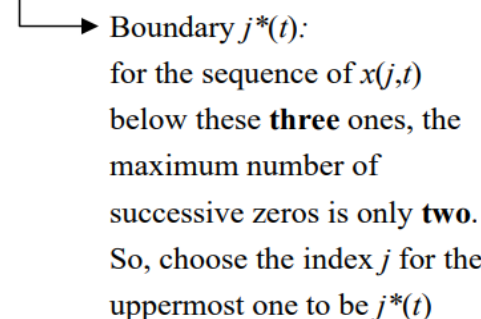 Boundary j*(t):
for the sequence of x(j,t)
below these three ones, the
maximum number of
successive zeros is only two.
So, choose the index j for the
uppermost one to be j*(t)